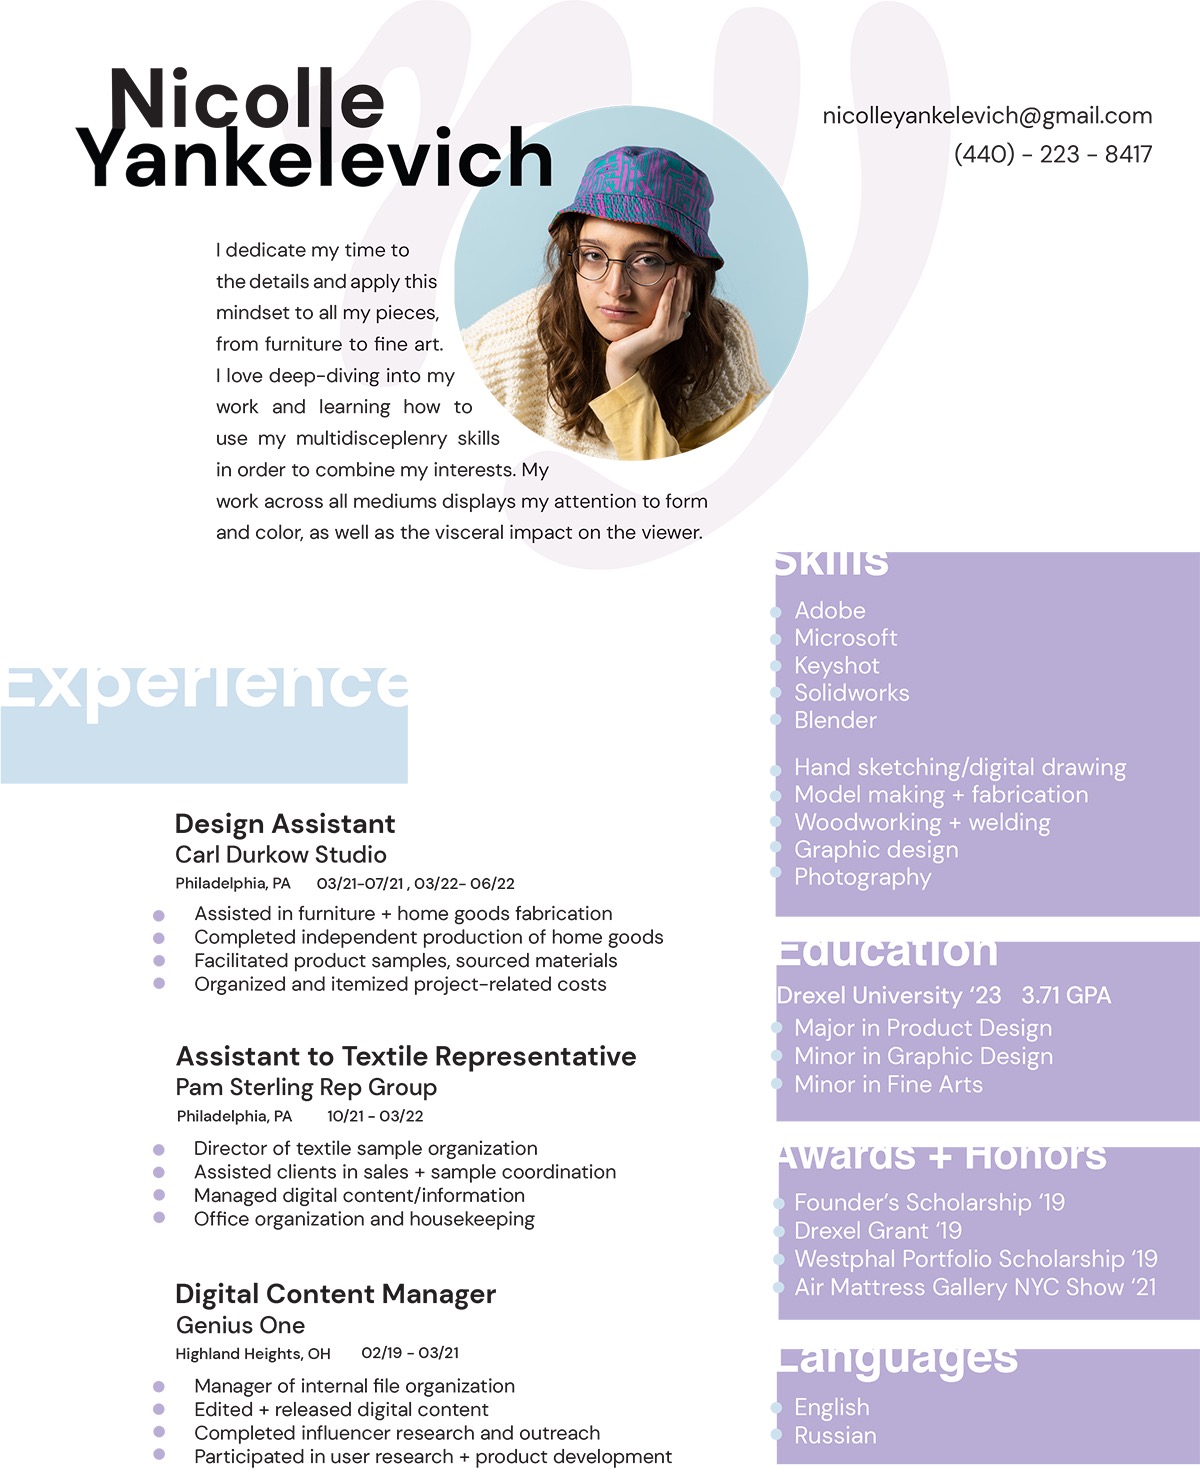 Nicolle
Yankelevich
nicolleyankelevich@gmail.com
(440) - 223 - 8417
I dedicate my time to
the details and apply this
mindset to all my pieces,
from furniture to fine art.
I love deep-diving into my
work and learning how to
use my multidisceplenry skills
in order to combine my interests. My
work across all mediums displays my attention to form
and color, as well as the visceral impact on the viewer.
Experience
Design Assistant
Carl Durkow Studio
Philadelphia, PA 03/21-07/21 , 03/22- 06/22
Assisted in furniture + home goods fabrication
Completed independent production of home goods
Facilitated product samples, sourced materials
Organized and itemized project-related costs
Assistant to Textile Representative
Pam Sterling Rep Group
Philadelphia, PA 10/21 - 03/22
Director of textile sample organization
Assisted clients in sales + sample coordination
Managed digital content/information
Office organization and housekeeping
Digital Content Manager
Genius One
Highland Heights, OH 02/19 - 03/21
Manager of internal file organization
Edited + released digital content
Completed influencer research and outreach
Participated in user research + product development
Skills
Adobe
Microsoft
Keyshot
Solidworks
Blender
Hand sketching/digital drawing
Model making + fabrication
Woodworking + welding
Graphic design
Photography
Education
Drexel University ‘23 3.71 GPA
Major in Product Design
Minor in Graphic Design
Minor in Fine Arts
Awards + Honors
Founder’s Scholarship ‘19
Drexel Grant ‘19
Westphal Portfolio Scholarship ‘19
Air Mattress Gallery NYC Show ‘21
Languages
English
Russian